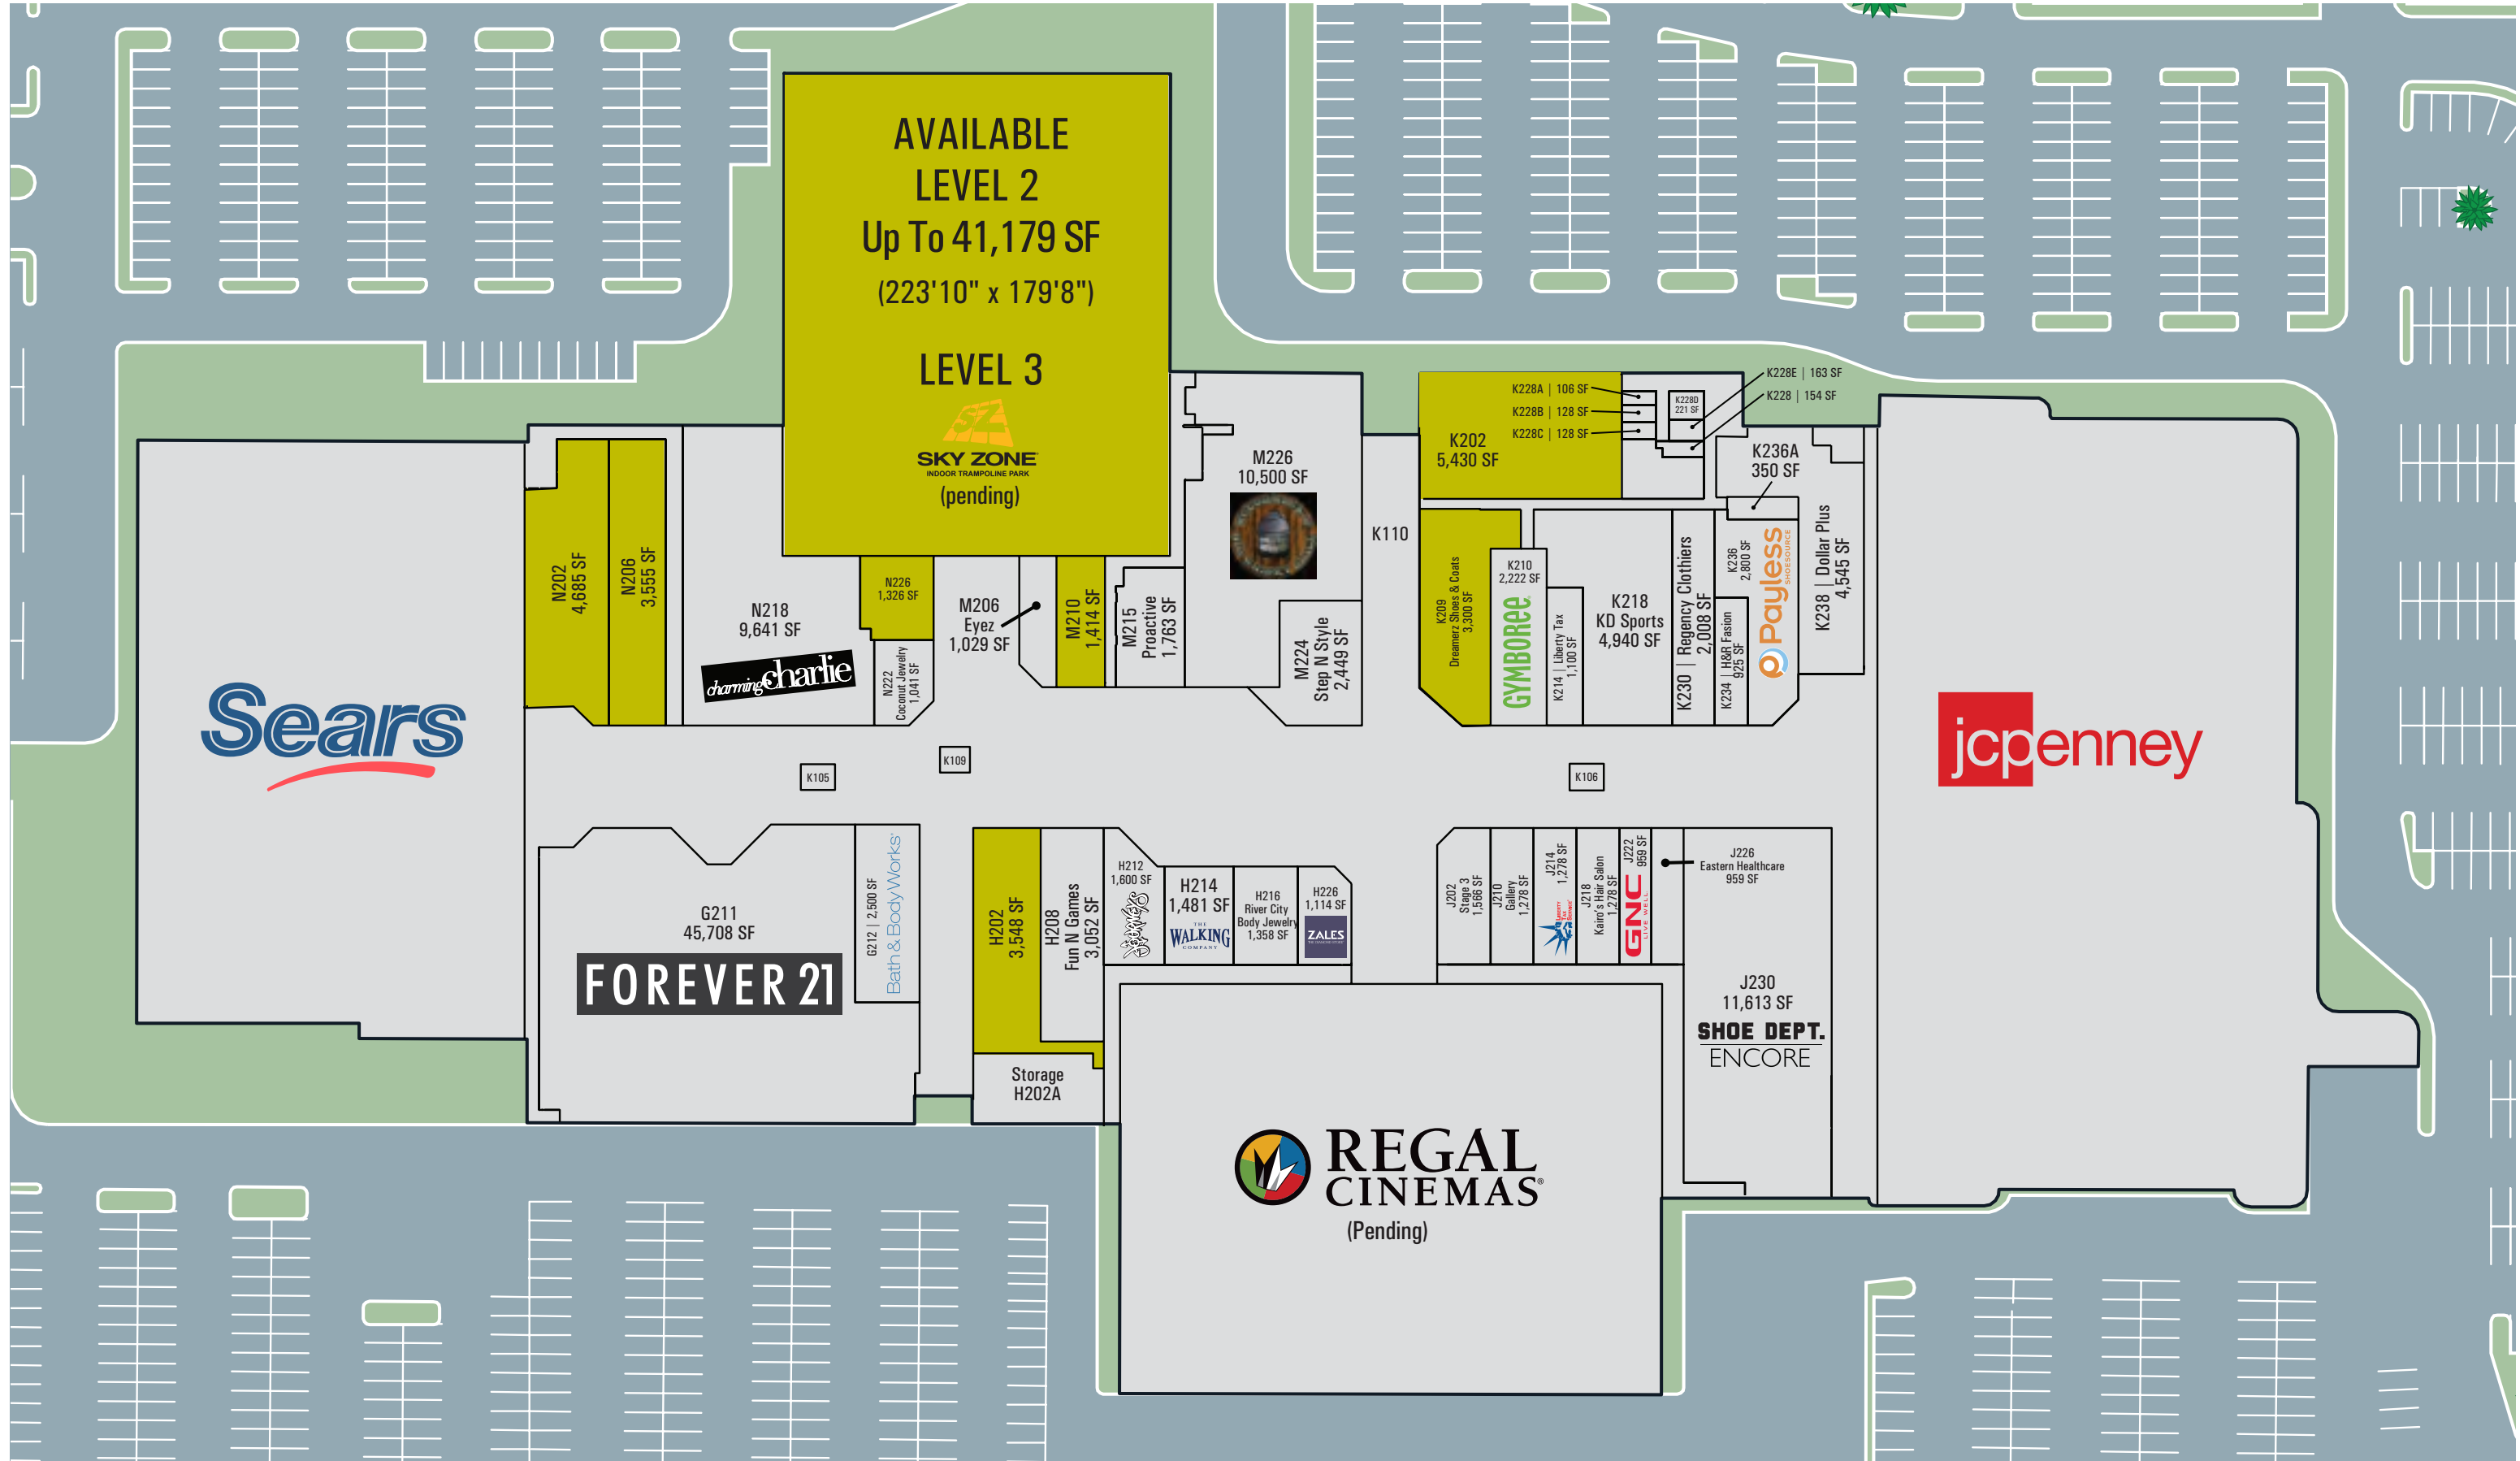 AVAILABLE
LEVEL 2
Up To 41,179 SF
(223'10" x 179'8")
LEVEL 3
SZ
SKY ZONE
INDOOR TRAMPOLINE PARK
(pending)
Sears
N202
4,685 SF
N206
3,555 SF
N218
9,641 SF
charming charlie
N226
1,326 SF
N222
Coconut Jewelry
1,041 SF
M206
Eyez
1,029 SF
M210
1,414 SF
M215
Proactive
1,763 SF
M226
10,500 SF
M224
Step N Style
2,449 SF
K110
K202
5,430 SF
K228A | 106 SF
K228B | 128 SF
K228C | 128 SF
K228D
221 SF
K228E | 163 SF
K228 | 154 SF
K209
Dreamerz Shoes & Coats
3,300 SF
K210
2,222 SF
GYMBOREE
K214 | Liberty Tax
1,100 SF
K218
KD Sports
4,940 SF
K230 | Regency Clothiers
2,008 SF
K236
2,800 SF
K234 | H&R Fasion
925 SF
K236A
350 SF
Payless
SHOESOURCE
K238 | Dollar Plus
4,545 SF
jcpenney
K105
K109
K106
G211
45,708 SF
FOREVER 21
G212 | 2,500 SF
Bath & Body Works
H202
3,548 SF
H208
Fun N Games
3,052 SF
Storage
H202A
H212
1,600 SF
H214
1,481 SF
THE
WALKING
COMPANY
H216
River City
Body Jewelry
1,358 SF
H226
1,114 SF
ZALES
J202
Stage 3
1,566 SF
J210
Gallery
1,278 SF
J214
1,278 SF
LIBERTY
TAX
SERVICE
J218
Kairo's Hair Salon
1,278 SF
J222
959 SF
GNC
LIVE WELL
J226
Eastern Healthcare
959 SF
J230
11,613 SF
SHOE DEPT.
ENCORE
REGAL
CINEMAS®
(Pending)